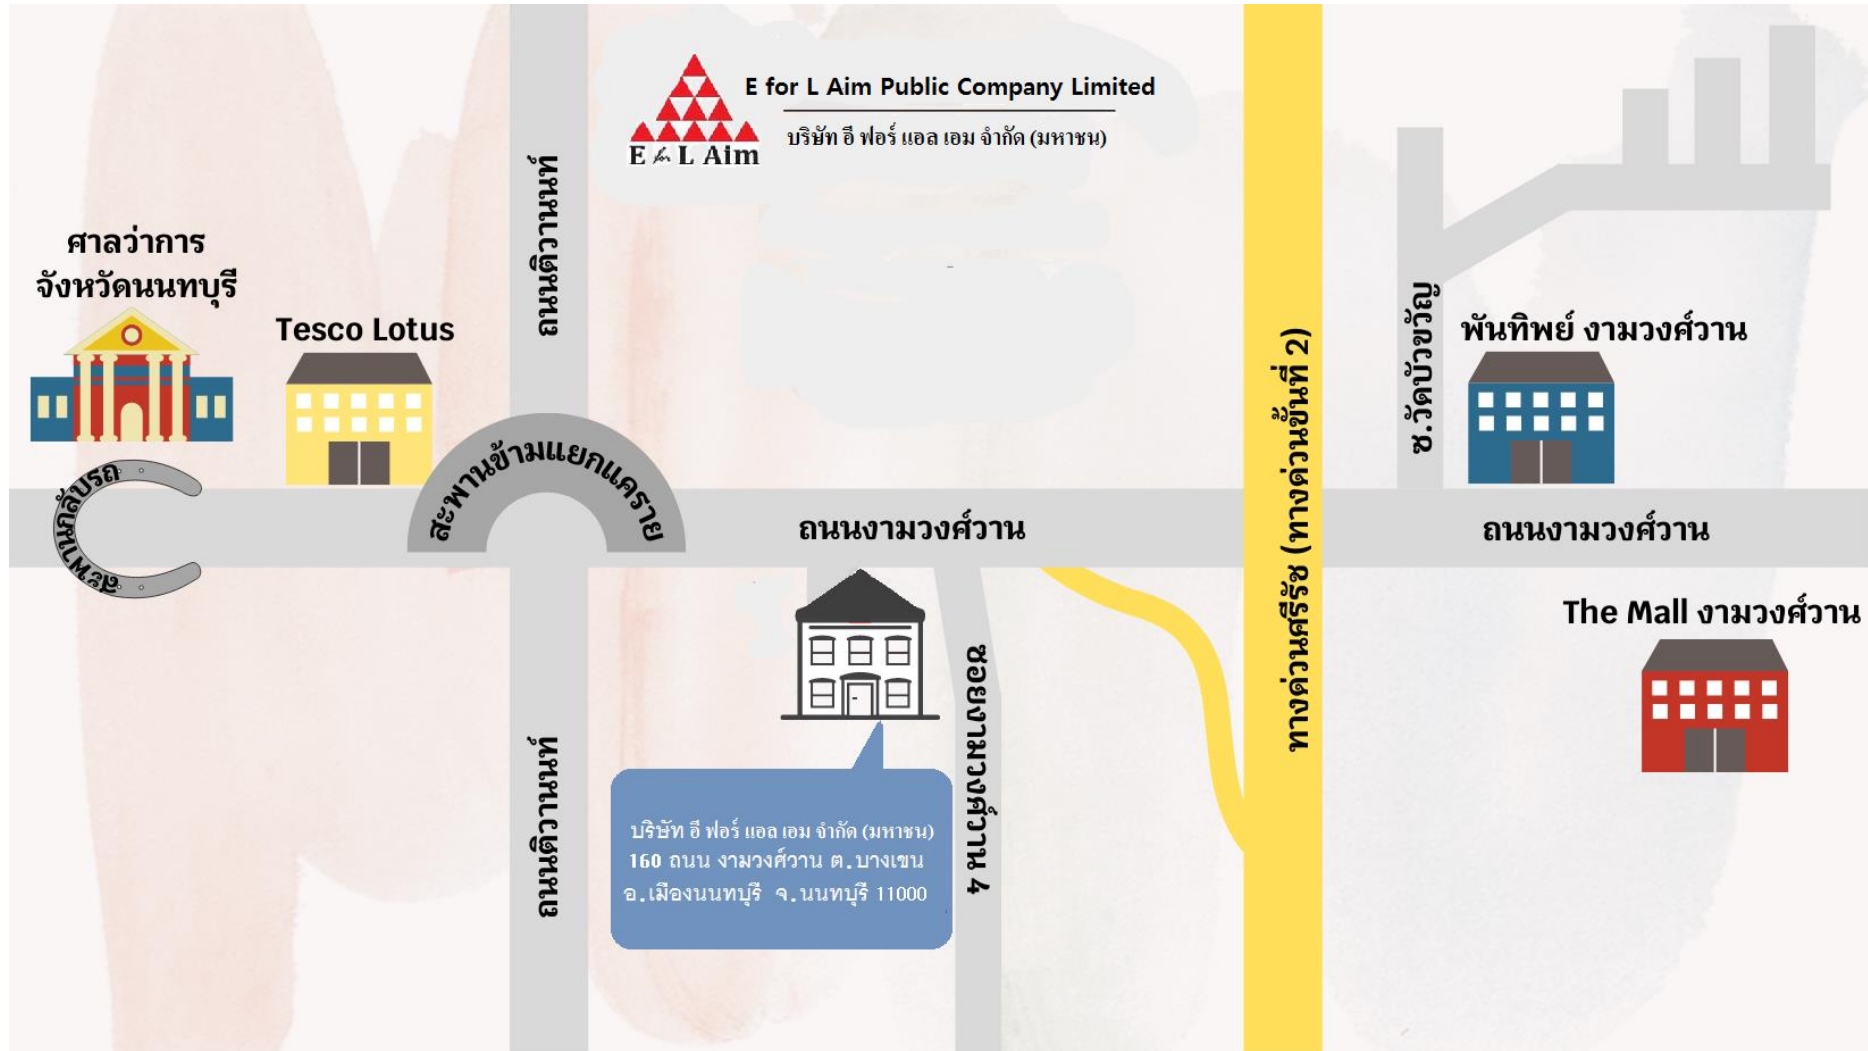 E for L Aim Public Company Limited
บริษัท อี ฟอร์ แอล เอม จำกัด (มหาชน)
E for L Aim
ถนนติวานนท์
ศาลว่าการ
จังหวัดนนทบุรี
Tesco Lotus
สะพานกลับรถ
สะพานข้ามแยกแคราย
ถนนงามวงศ์วาน
ทางด่วนศรีรัช (ทางด่วนขั้นที่ 2)
ซ.วัดบัวขวัญ
พันทิพย์ งามวงศ์วาน
ถนนงามวงศ์วาน
The Mall งามวงศ์วาน
ซอยงามวงศ์วาน 4
ถนนติวานนท์
บริษัท อี ฟอร์ แอล เอม จำกัด (มหาชน)
160 ถนน งามวงศ์วาน ต.บางเขน
อ.เมืองนนทบุรี จ.นนทบุรี 11000